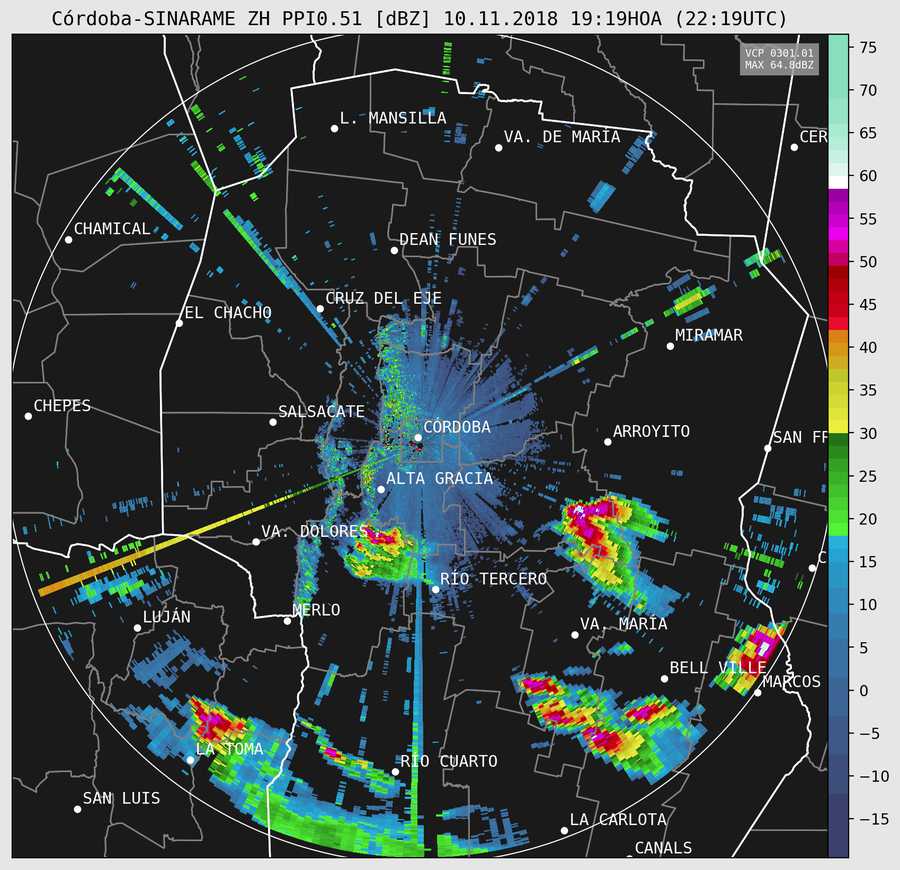 Córdoba-SINARAME ZH PPI0.51 [dBZ] 10.11.2018 19:19HOA (22:19UTC)
VCP 0301.01
MAX 64.8dBZ
75
70
65
60
55
50
45
40
35
30
25
20
15
10
5
0
−5
−10
−15
L. MANSILLA
VA. DE MARÍA
CER
CHAMICAL
DEAN FUNES
CRUZ DEL EJE
EL CHACHO
MIRAMAR
CHEPES
SALSACATE
CÓRDOBA
ARROYITO
SAN FR
ALTA GRACIA
VA. DOLORES
C
RÍO TERCERO
MERLO
LUJÁN
VA. MARÍA
BELL VILLE
MARCOS
LA TOMA
RÍO CUARTO
SAN LUIS
LA CARLOTA
CANALS